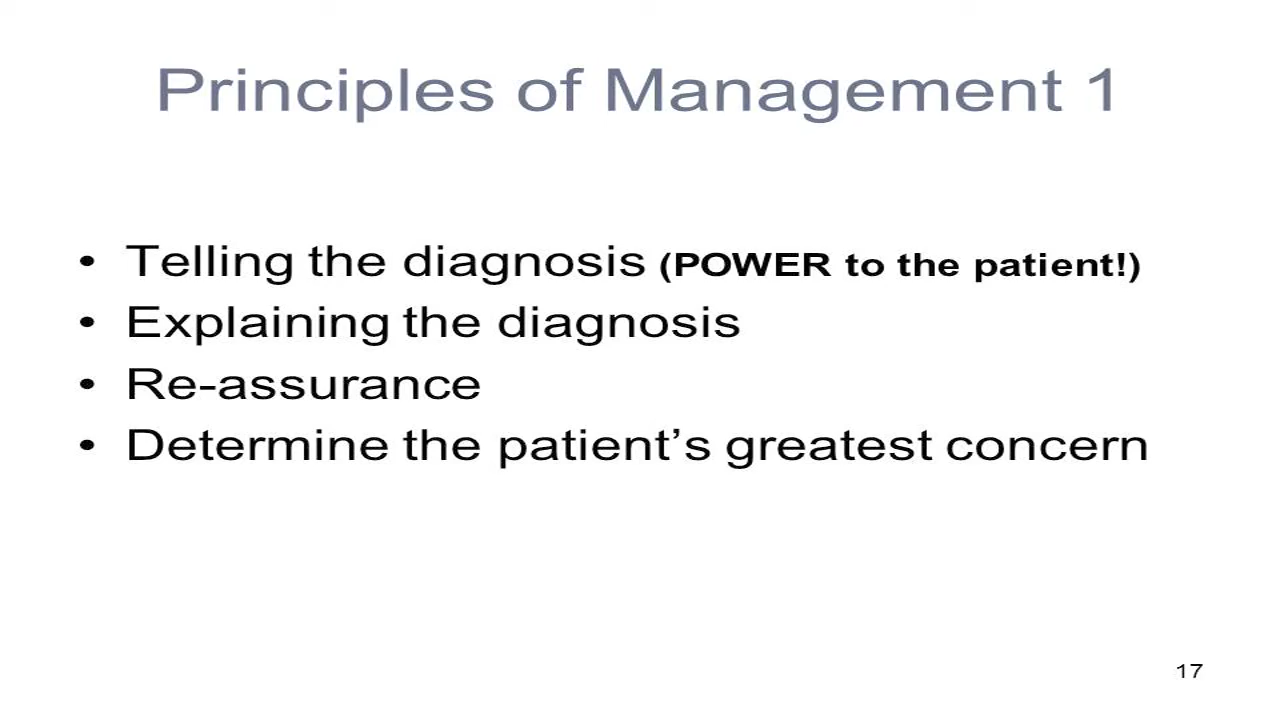 Principles of Management 1
• Telling the diagnosis (POWER to the patient!)
• Explaining the diagnosis
• Re-assurance
• Determine the patient’s greatest concern
17